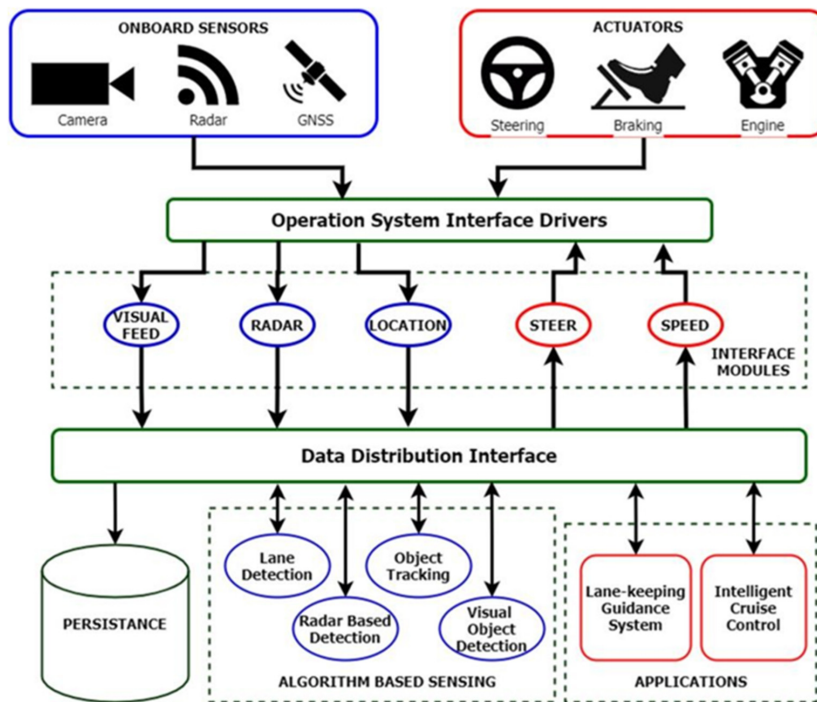 ONBOARD SENSORS
Camera
Radar
GNSS
ACTUATORS
Steering
Braking
Engine
Operation System Interface Drivers
VISUAL
FEED
RADAR
LOCATION
STEER
SPEED
INTERFACE
MODULES
Data Distribution Interface
PERSISTANCE
Lane
Detection
Radar Based
Detection
Object
Tracking
Visual
Object
Detection
ALGORITHM BASED SENSING
Lane-keeping
Guidance
System
Intelligent
Cruise
Control
APPLICATIONS